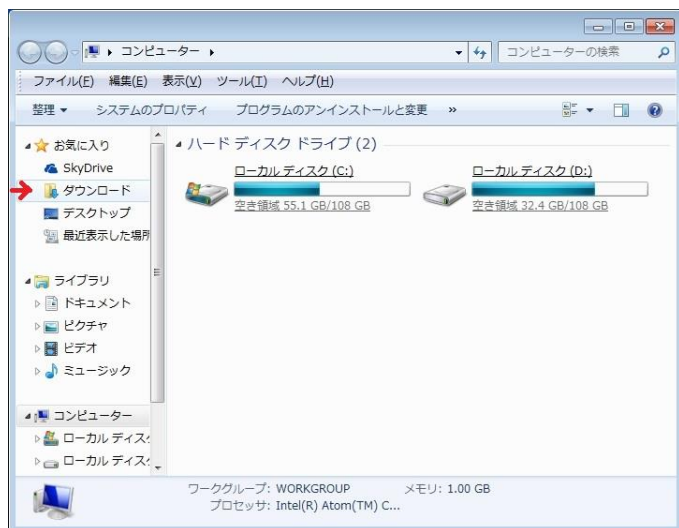 コンピューター
コンピューターの検索
ファイル(F) 編集(E) 表示(V) ツール(T) ヘルプ(H)
整理 システムのプロパティ プログラムのアンインストールと変更 »
お気に入り
SkyDrive
ダウンロード
デスクトップ
最近表示した場所
ライブラリ
ドキュメント
ピクチャ
ビデオ
ミュージック
コンピューター
ローカル ディスク
ローカル ディスク
ハード ディスク ドライブ (2)
ローカル ディスク (C:)
空き領域 55.1 GB/108 GB
ローカル ディスク (D:)
空き領域 32.4 GB/108 GB
ワークグループ: WORKGROUP メモリ: 1.00 GB
プロセッサ: Intel(R) Atom(TM) C...